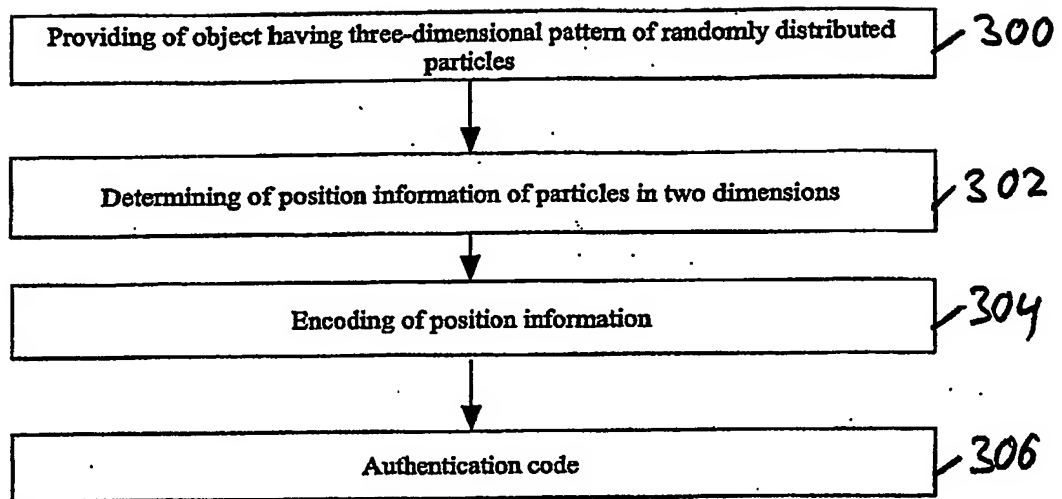 Providing of object having three-dimensional pattern of randomly distributed
particles
300
Determining of position information of particles in two dimensions
302
Encoding of position information
304
Authentication code
306